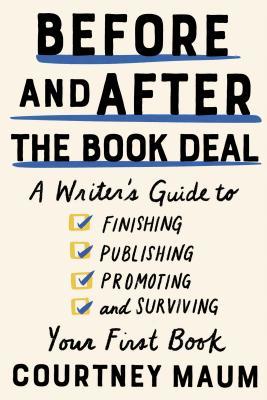 BEFORE
AND AFTER
THE BOOK DEAL
A Writer's Guide to
FINISHING
PUBLISHING
PROMOTING
and SURVIVING
Your First Book
COURTNEY MAUM